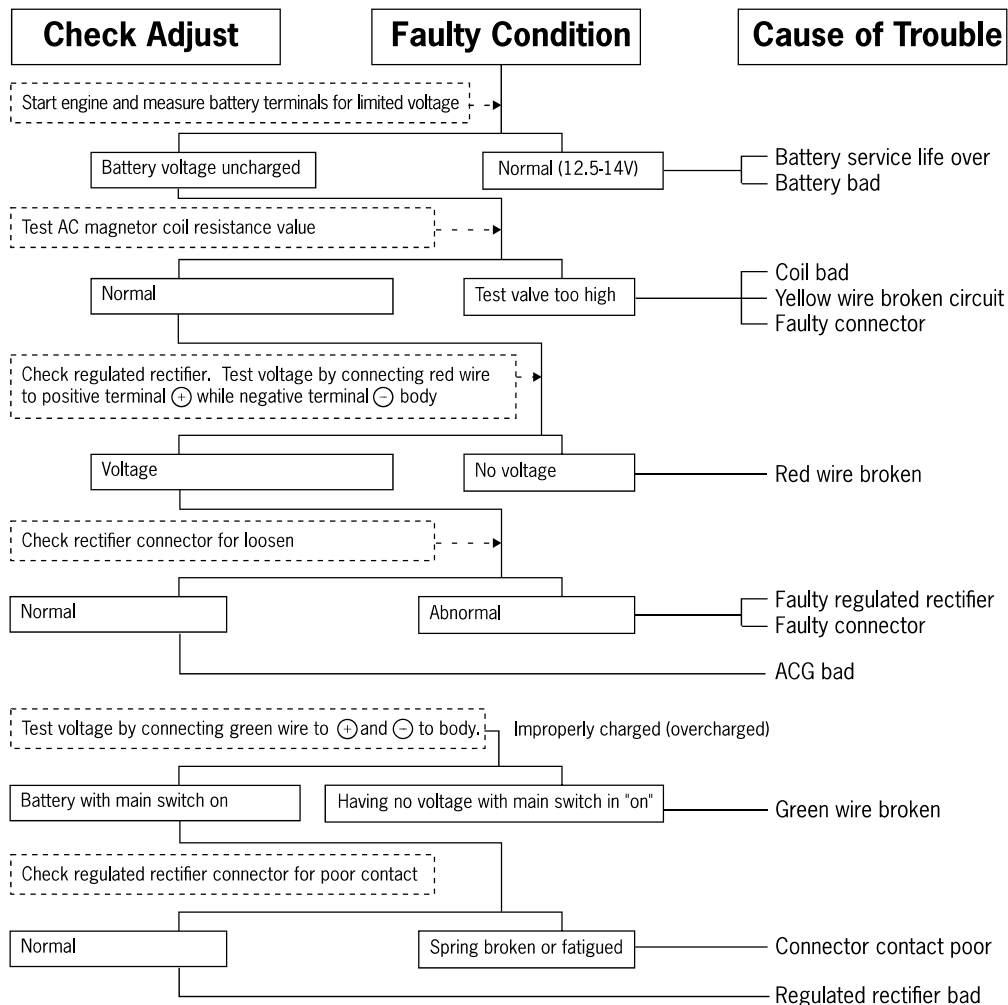 Check Adjust
Faulty Condition
Cause of Trouble
Start engine and measure battery terminals for limited voltage
Battery voltage uncharged
Normal (12.5-14V)
Battery service life over
Battery bad
Test AC magnetor coil resistance value
Normal
Test valve too high
Coil bad
Yellow wire broken circuit
Faulty connector
Check regulated rectifier. Test voltage by connecting red wire
to positive terminal ⊕ while negative terminal ⊖ body
Voltage
No voltage
Red wire broken
Check rectifier connector for loosen
Normal
Abnormal
Faulty regulated rectifier
Faulty connector
ACG bad
Test voltage by connecting green wire to ⊕ and ⊖ to body.
Improperly charged (overcharged)
Battery with main switch on
Having no voltage with main switch in "on"
Green wire broken
Check regulated rectifier connector for poor contact
Normal
Spring broken or fatigued
Connector contact poor
Regulated rectifier bad